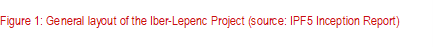 Figure 1: General layout of the Iber-Lepenc Project (source: IPF5 Inception Report)